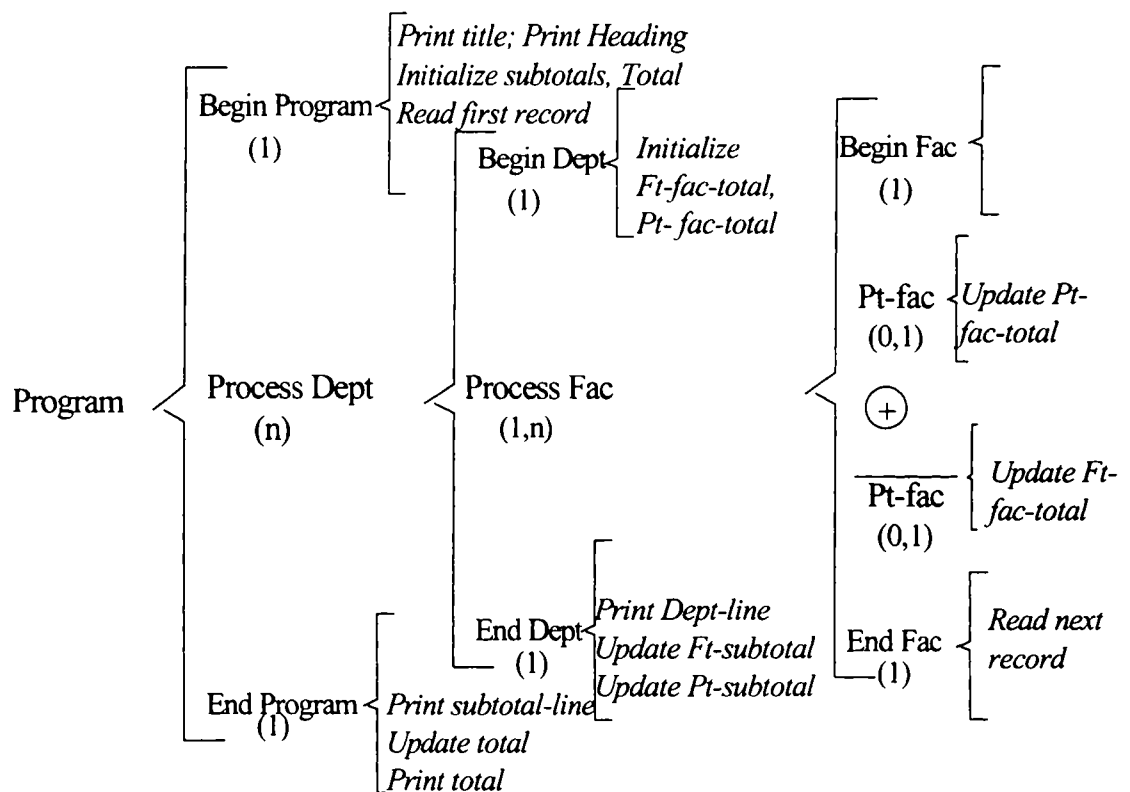 Program
Begin Program
(1)
Print title; Print Heading
Initialize subtotals, Total
Read first record
Process Dept
(n)
Begin Dept
(1)
Initialize
Ft-fac-total,
Pt- fac-total
Process Fac
(1,n)
Begin Fac
(1)
Pt-fac
(0,1)
Update Pt-
fac-total
+
Pt-fac
(0,1)
Update Ft-
fac-total
End Fac
(1)
Read next
record
End Dept
(1)
Print Dept-line
Update Ft-subtotal
Update Pt-subtotal
End Program
(1)
Print subtotal-line
Update total
Print total